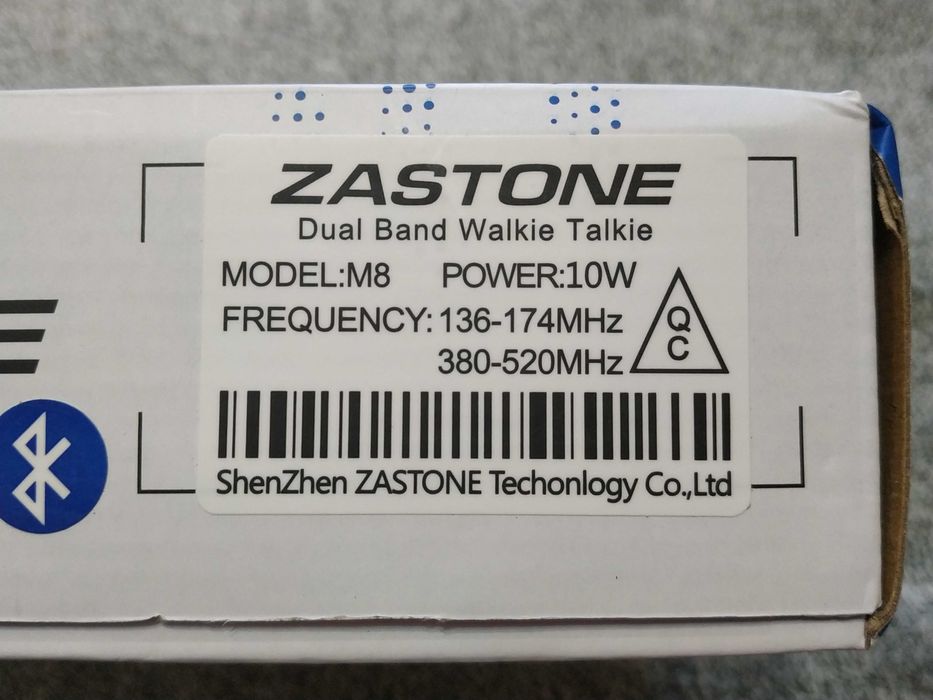 ZASTONE
Dual Band Walkie Talkie
MODEL:M8 POWER:10W
FREQUENCY: 136-174MHz
380-520MHz
Q
C
ShenZhen ZASTONE Techonlogy Co.,Ltd
E